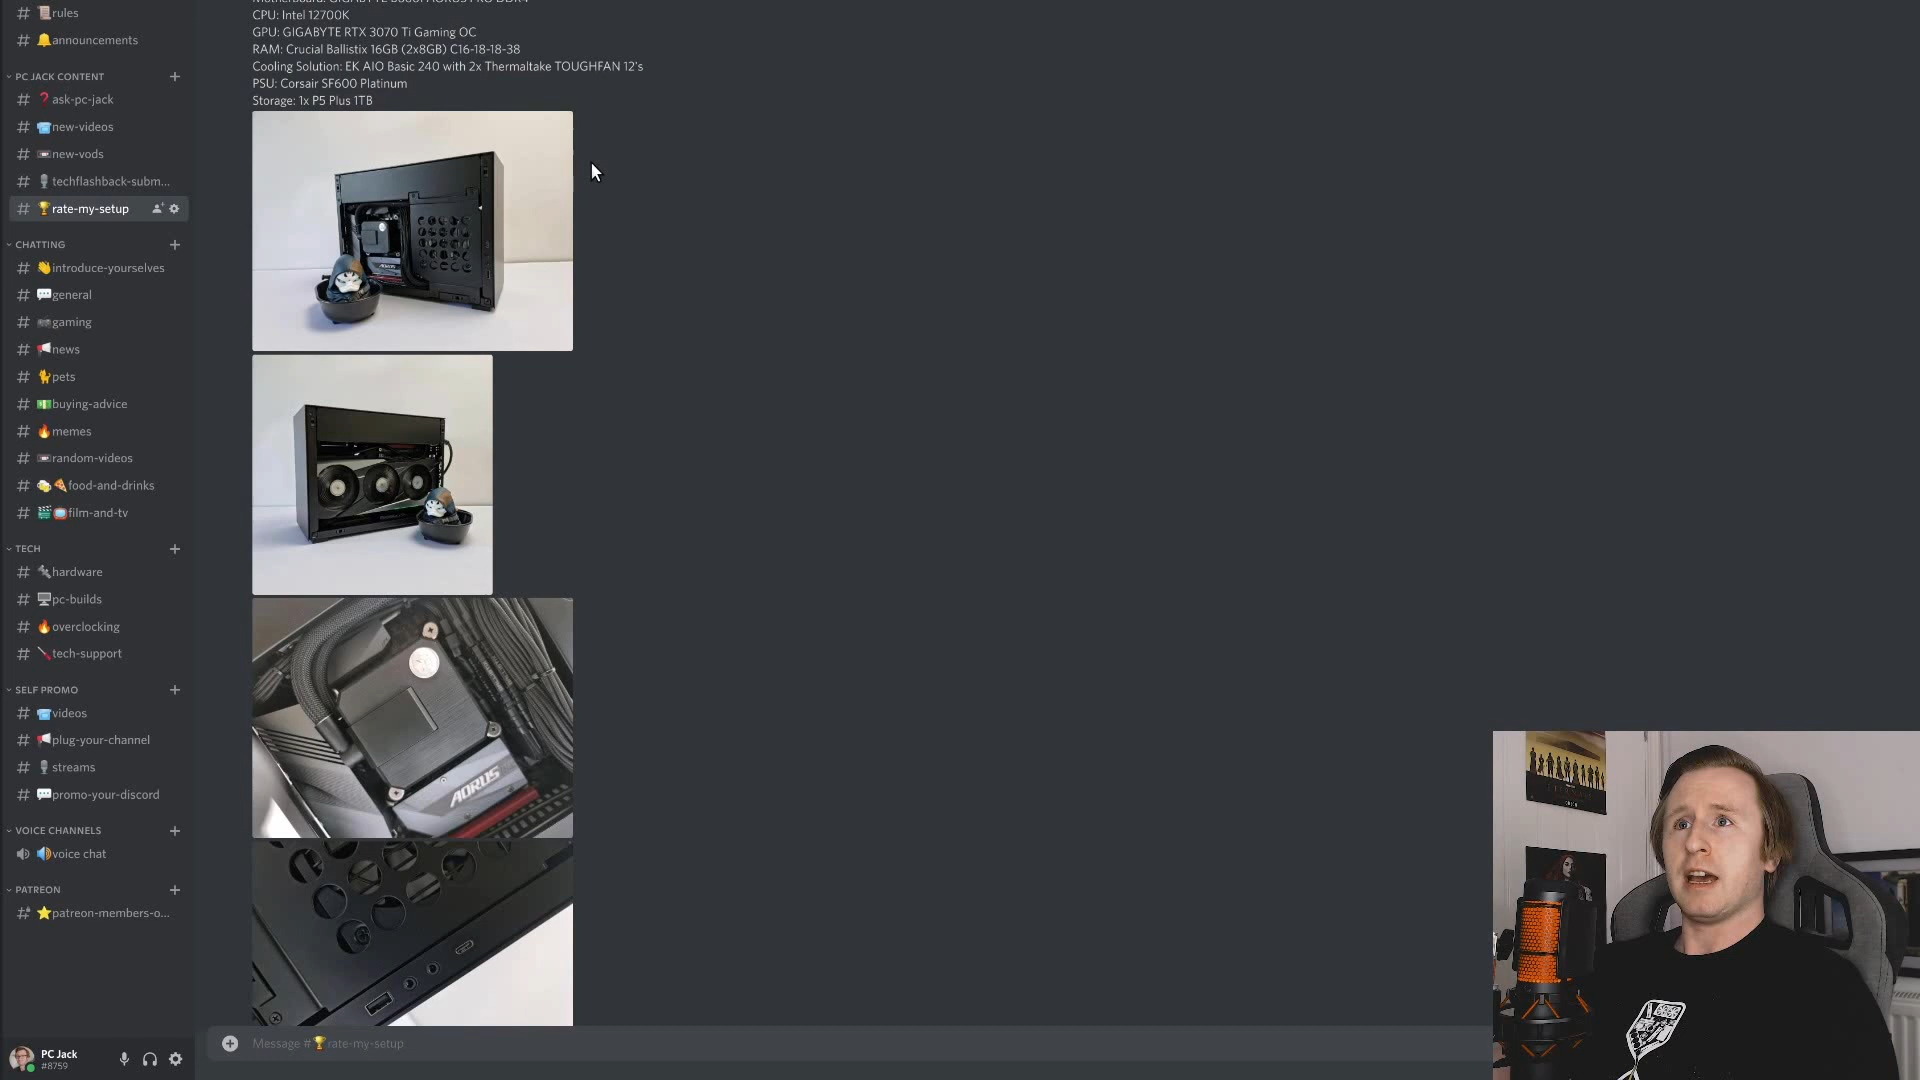 rules
announcements
PC JACK CONTENT
ask-pc-jack
new-videos
new-vods
techflashback-subm...
rate-my-setup
CHATTING
introduce-yourselves
general
gaming
news
pets
buying-advice
memes
random-videos
food-and-drinks
film-and-tv
TECH
hardware
pc-builds
overclocking
tech-support
SELF PROMO
videos
plug-your-channel
streams
promo-your-discord
VOICE CHANNELS
voice chat
PATREON
patreon-members-o...
PC Jack
#8759
CPU: Intel 12700K
GPU: GIGABYTE RTX 3070 Ti Gaming OC
RAM: Crucial Ballistix 16GB (2x8GB) C16-18-18-38
Cooling Solution: EK AIO Basic 240 with 2x Thermaltake TOUGHFAN 12's
PSU: Corsair SF600 Platinum
Storage: 1x P5 Plus 1TB
AORUS
Message #rate-my-setup